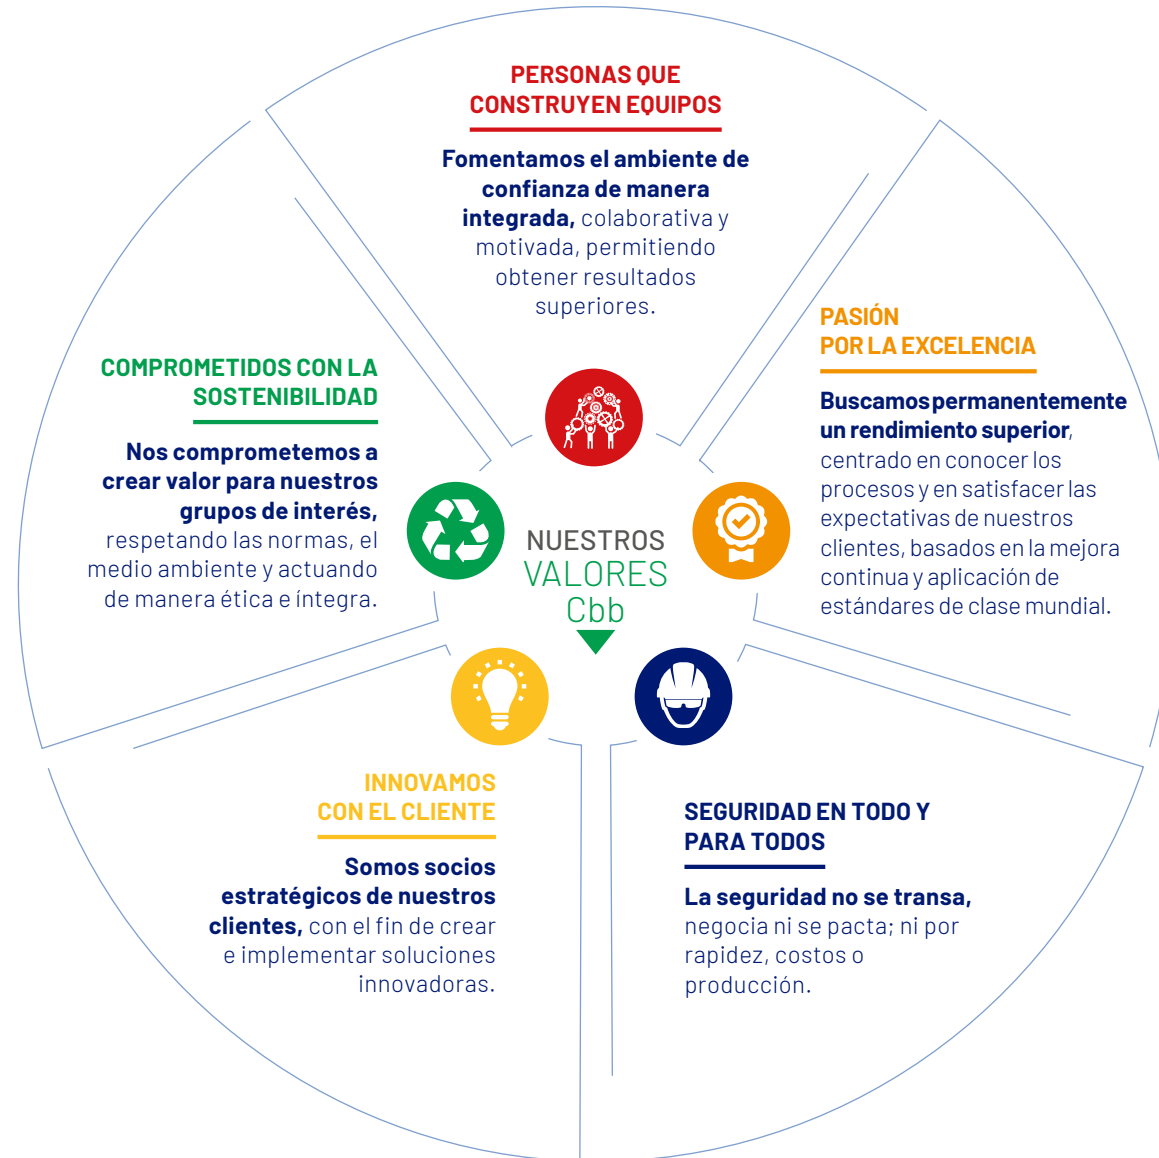 PERSONAS QUE
CONSTRUYEN EQUIPOS
Fomentamos el ambiente de
confianza de manera
integrada, colaborativa y
motivada, permitiendo
obtener resultados
superiores.
PASIÓN
POR LA EXCELENCIA
Buscamos permanentemente
un rendimiento superior,
centrado en conocer los
procesos y en satisfacer las
expectativas de nuestros
clientes, basados en la mejora
continua y aplicación de
estándares de clase mundial.
COMPROMETIDOS CON LA
SOSTENIBILIDAD
Nos comprometemos a
crear valor para nuestros
grupos de interés,
respetando las normas, el
medio ambiente y actuando
de manera ética e íntegra.
NUESTROS
VALORES
Cbb
INNOVAMOS
CON EL CLIENTE
Somos socios
estratégicos de nuestros
clientes, con el fin de crear
e implementar soluciones
innovadoras.
SEGURIDAD EN TODO Y
PARA TODOS
La seguridad no se transa,
negocia ni se pacta; ni por
rapidez, costos o
producción.